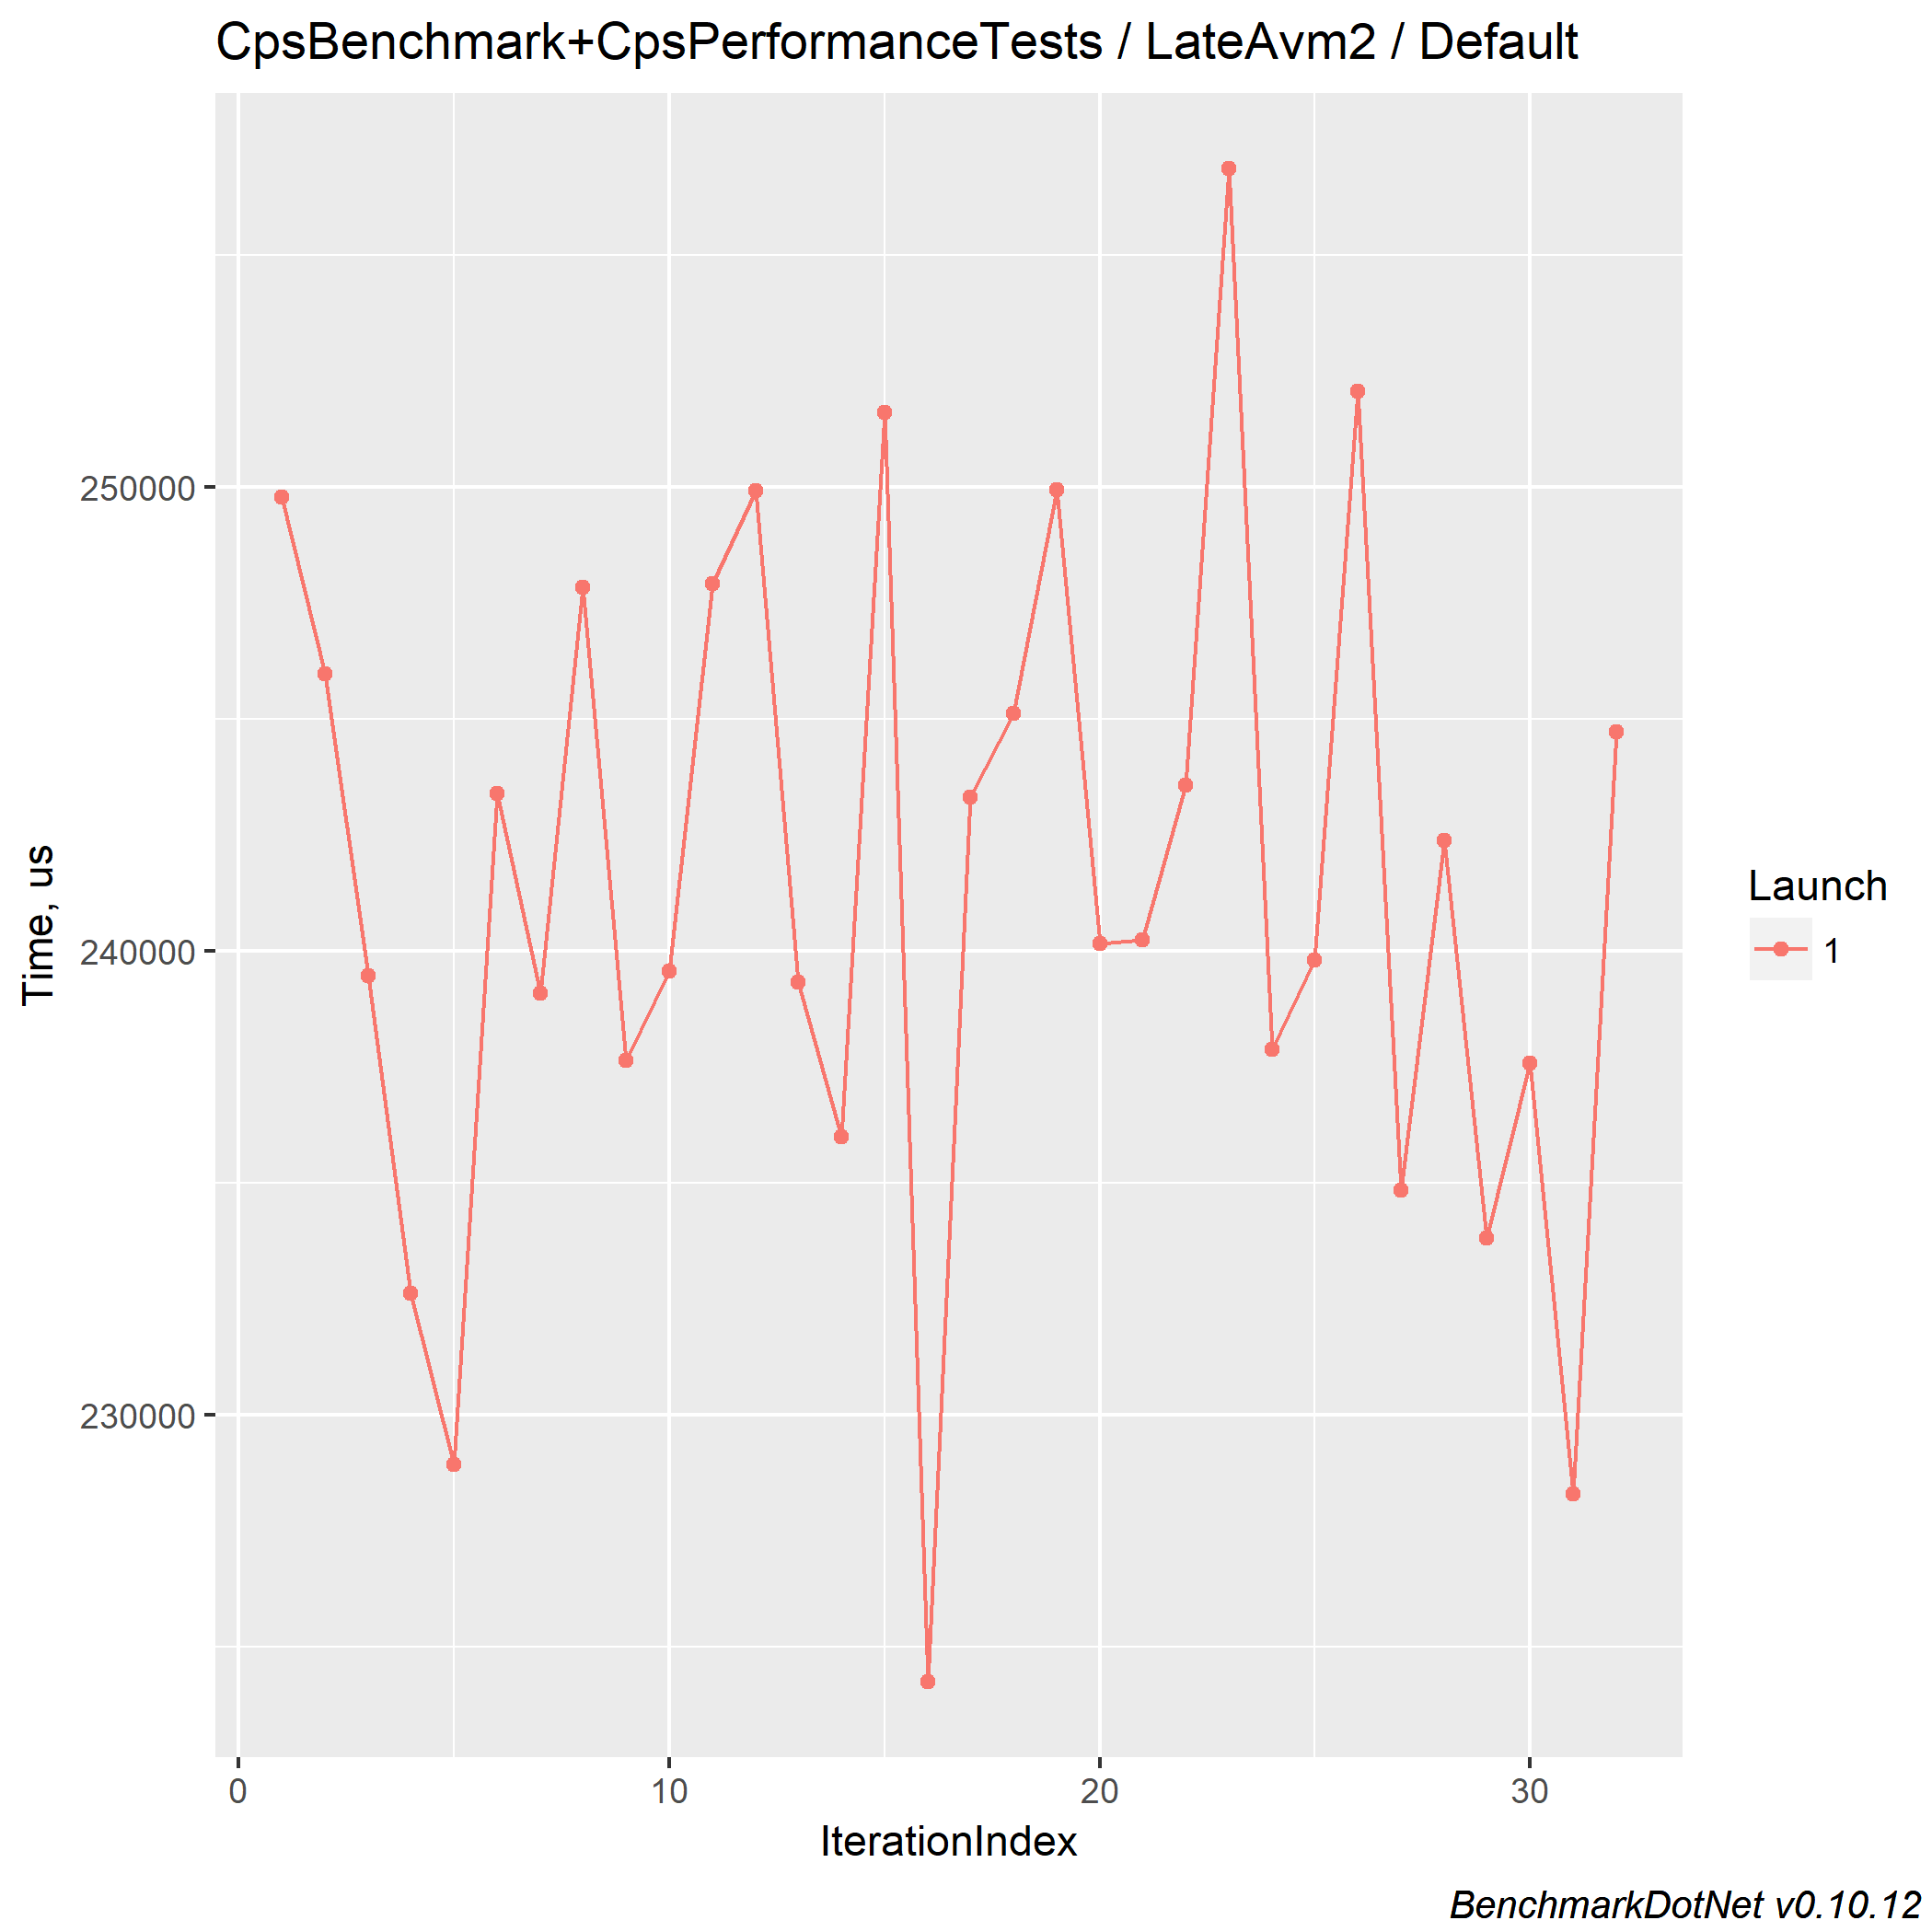 CpsBenchmark+CpsPerformanceTests / LateAvm2 / Default
Time, us
250000
240000
230000
0
10
20
30
IterationIndex
Launch
1
BenchmarkDotNet v0.10.12